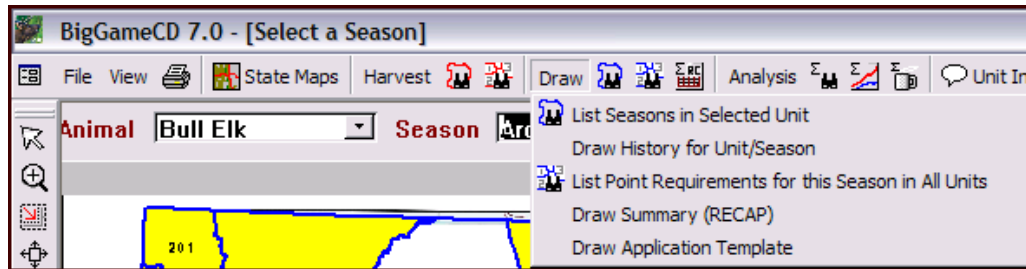 BigGameCD 7.0 - [Select a Season]
File View State Maps Harvest Draw Analysis Unit In
Animal Bull Elk Season Arc
List Seasons in Selected Unit
Draw History for Unit/Season
List Point Requirements for this Season in All Units
Draw Summary (RECAP)
Draw Application Template
201